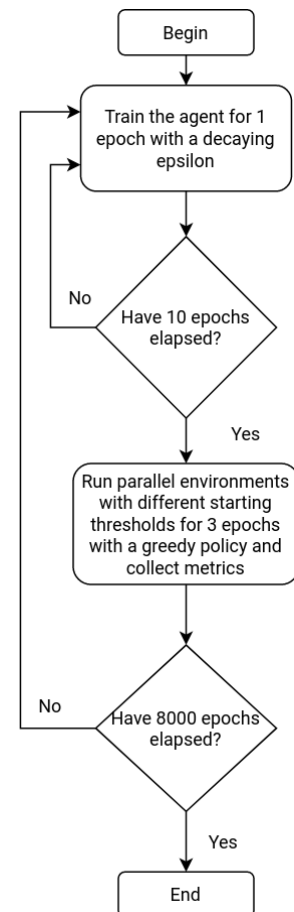 Begin
Train the agent for 1
epoch with a decaying
epsilon
No
Have 10 epochs
elapsed?
Yes
Run parallel environments
with different starting
thresholds for 3 epochs
with a greedy policy and
collect metrics
No
Have 8000 epochs
elapsed?
Yes
End